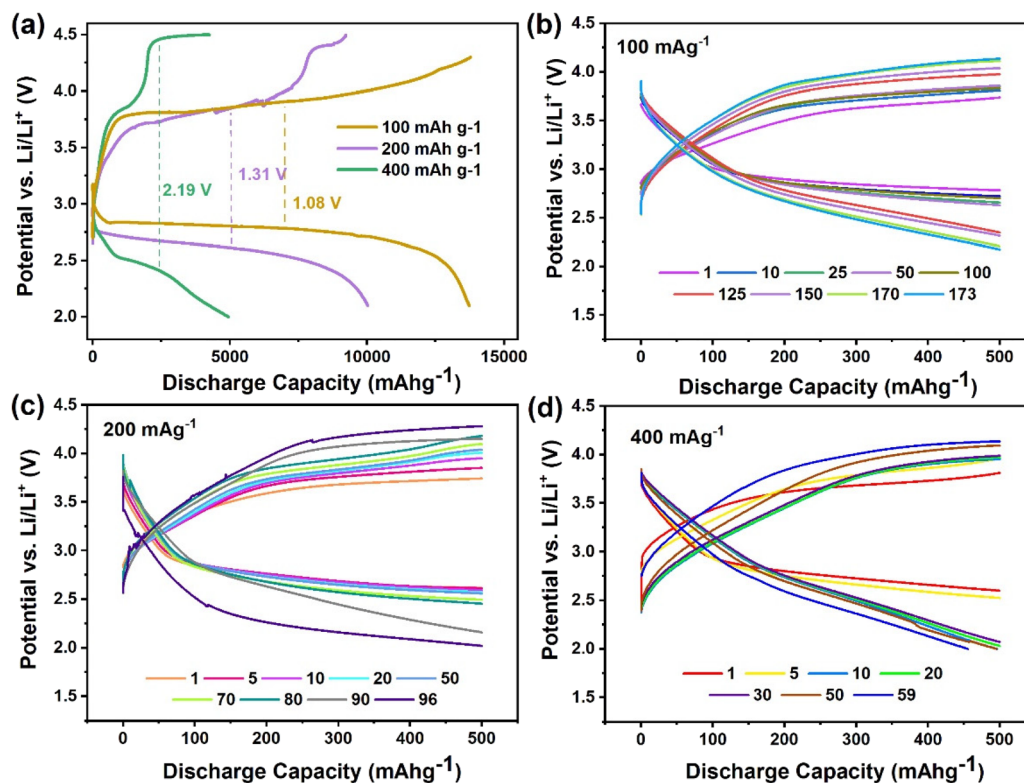 (a)
Potential vs. Li/Li⁺ (V)
4.5
4.0
3.5
3.0
2.5
2.0
2.19 V
1.31 V
1.08 V
100 mAh g-1
200 mAh g-1
400 mAh g-1
0 5000 10000 15000
Discharge Capacity (mAhg⁻¹)
(b)
100 mAg⁻¹
Potential vs. Li/Li⁺ (V)
4.5
4.0
3.5
3.0
2.5
2.0
1.5
1 10 25 50 100
125 150 170 173
0 100 200 300 400 500
Discharge Capacity (mAhg⁻¹)
(c)
200 mAg⁻¹
Potential vs. Li/Li⁺ (V)
4.5
4.0
3.5
3.0
2.5
2.0
1.5
1 5 10 20 50
70 80 90 96
0 100 200 300 400 500
Discharge Capacity (mAhg⁻¹)
(d)
400 mAg⁻¹
Potential vs. Li/Li⁺ (V)
4.5
4.0
3.5
3.0
2.5
2.0
1.5
1 5 10 20
30 50 59
0 100 200 300 400 500
Discharge Capacity (mAhg⁻¹)